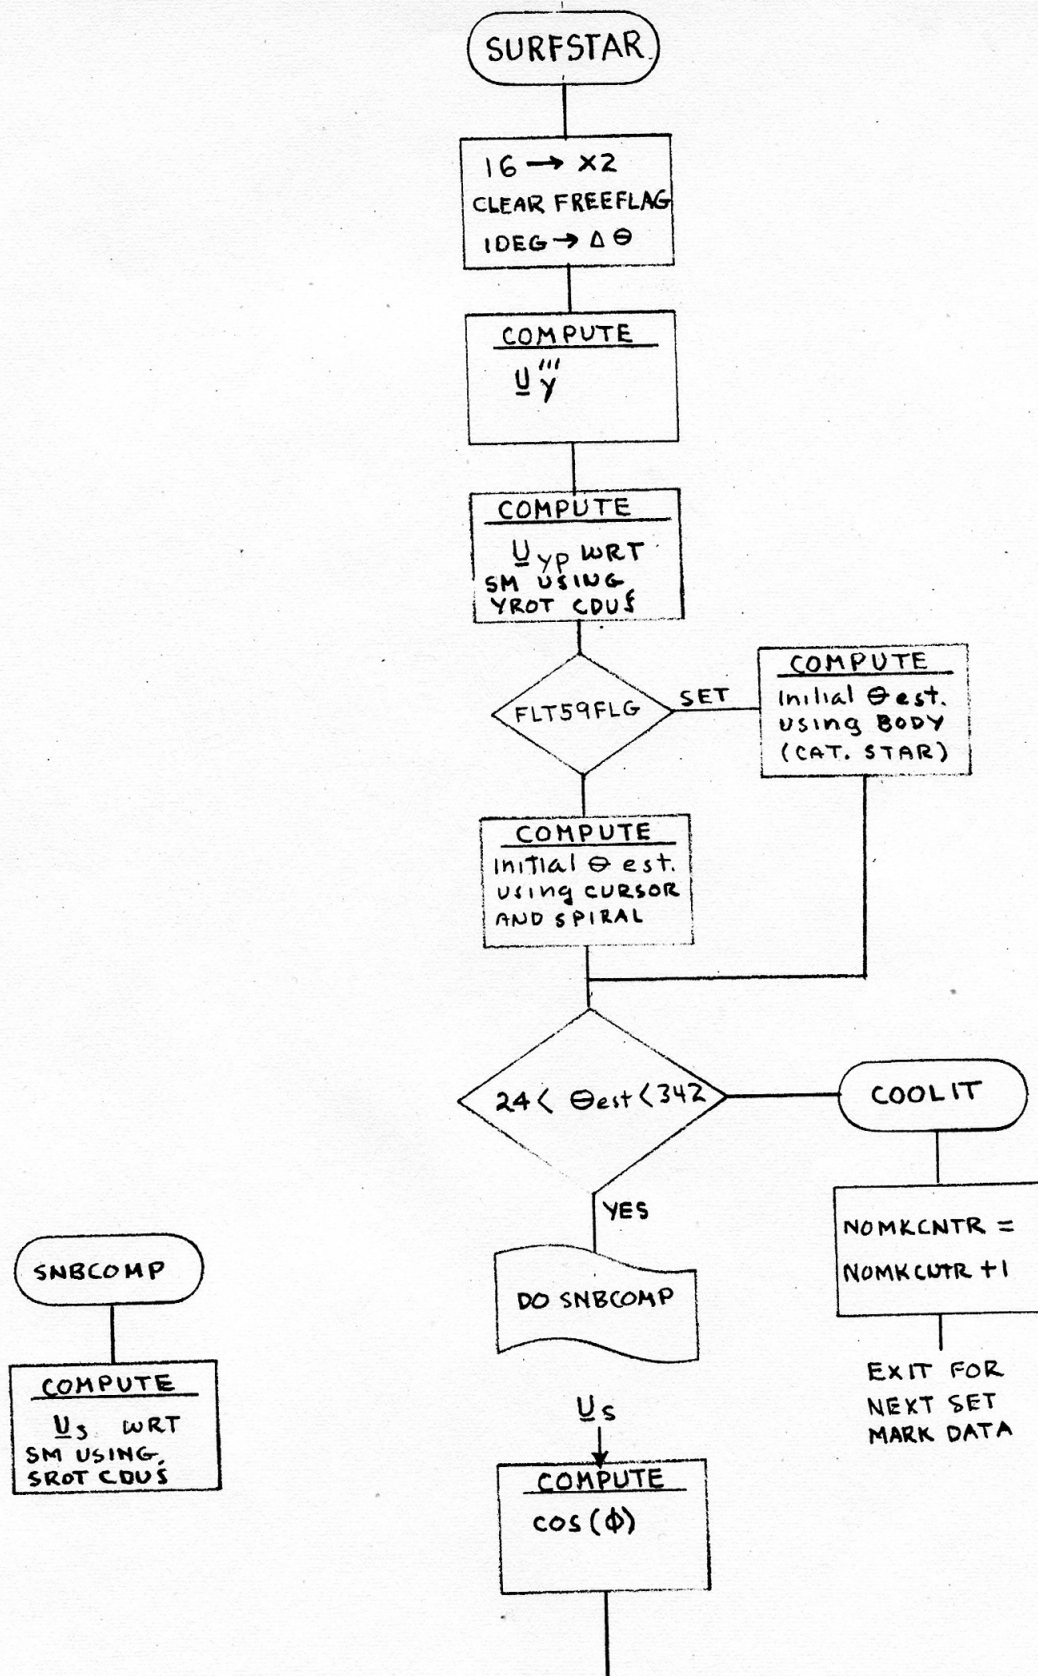 SURFSTAR
16 → X2
CLEAR FREEFLAG
1DEG → Δ Θ
COMPUTE
U'''Y
COMPUTE
UYP WRT
SM USING
YROT CDUS
FLT59FLG
SET
COMPUTE
Initial Θ est.
using BODY
(CAT. STAR)
COMPUTE
Initial Θ est.
using CURSOR
AND SPIRAL
24 < Θest < 342
COOLIT
YES
NOMKCNTR =
NOMKCNTR +1
EXIT FOR
NEXT SET
MARK DATA
SNBCOMP
COMPUTE
Us WRT
SM USING.
SROT CDUS
DO SNBCOMP
Us
COMPUTE
cos(ϕ)